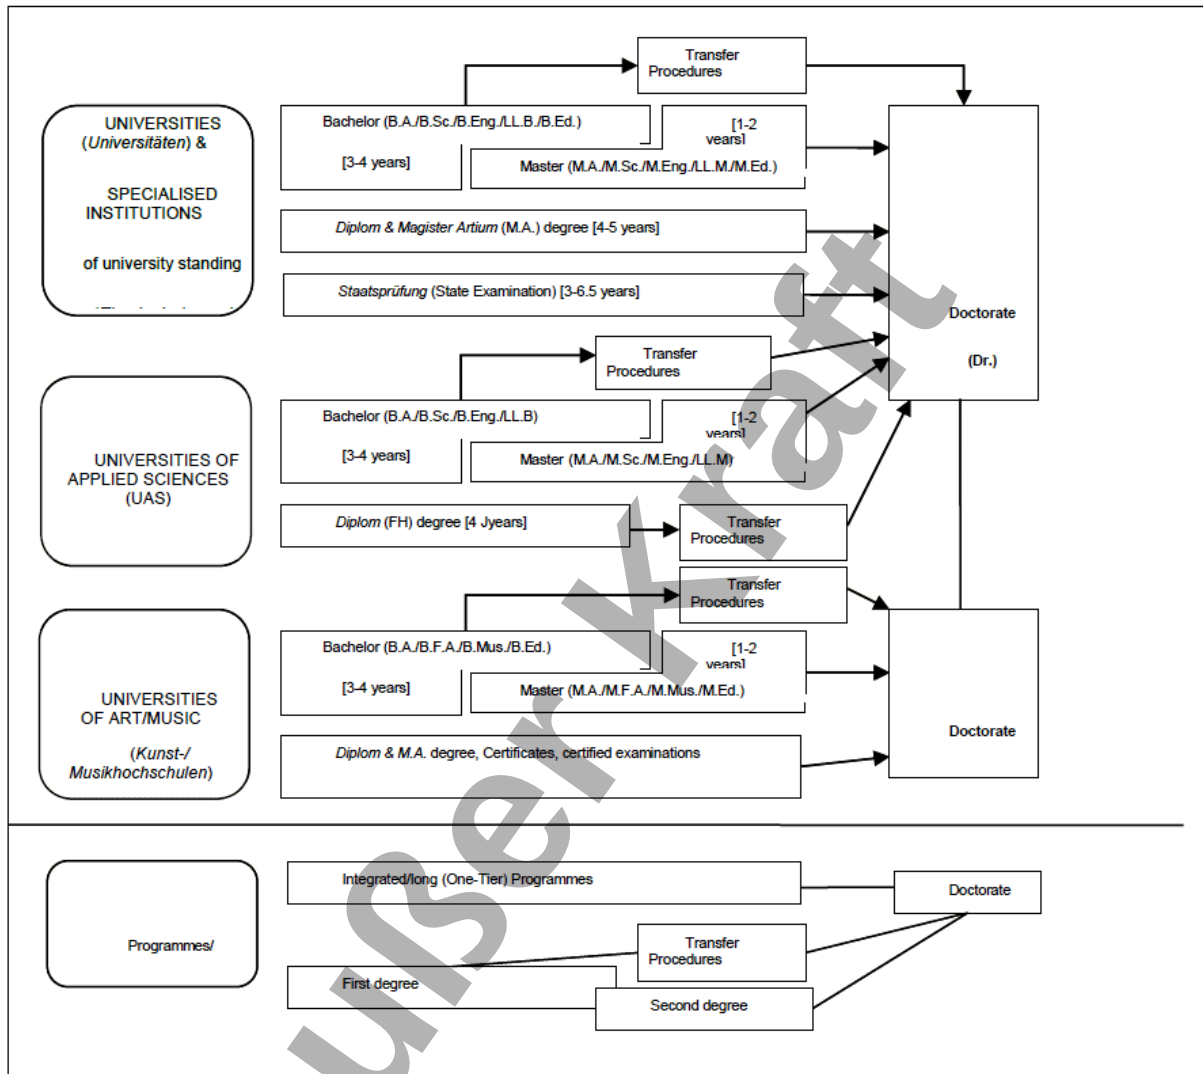 Transfer
Procedures
UNIVERSITIES
(Universitäten) &
SPECIALISED
INSTITUTIONS
of university standing
Bachelor (B.A./B.Sc./B.Eng./LL.B./B.Ed.)
[3-4 years]
[1-2
years]
Master (M.A./M.Sc./M.Eng./LL.M./M.Ed.)
Diplom & Magister Artium (M.A.) degree [4-5 years]
Staatsprüfung (State Examination) [3-6.5 years]
Doctorate
(Dr.)
Transfer
Procedures
UNIVERSITIES OF
APPLIED SCIENCES
(UAS)
Bachelor (B.A./B.Sc./B.Eng./LL.B)
[3-4 years]
[1-2
years]
Master (M.A./M.Sc./M.Eng./LL.M)
Diplom (FH) degree [4 Jyears]
Transfer
Procedures
Transfer
Procedures
UNIVERSITIES
OF ART/MUSIC
(Kunst-/
Musikhochschulen)
Bachelor (B.A./B.F.A./B.Mus./B.Ed.)
[3-4 years]
[1-2
years]
Master (M.A./M.F.A./M.Mus./M.Ed.)
Diplom & M.A. degree, Certificates, certified examinations
Doctorate
Programmes/
Integrated/long (One-Tier) Programmes
Doctorate
Transfer
Procedures
First degree
Second degree
ußer Kraft